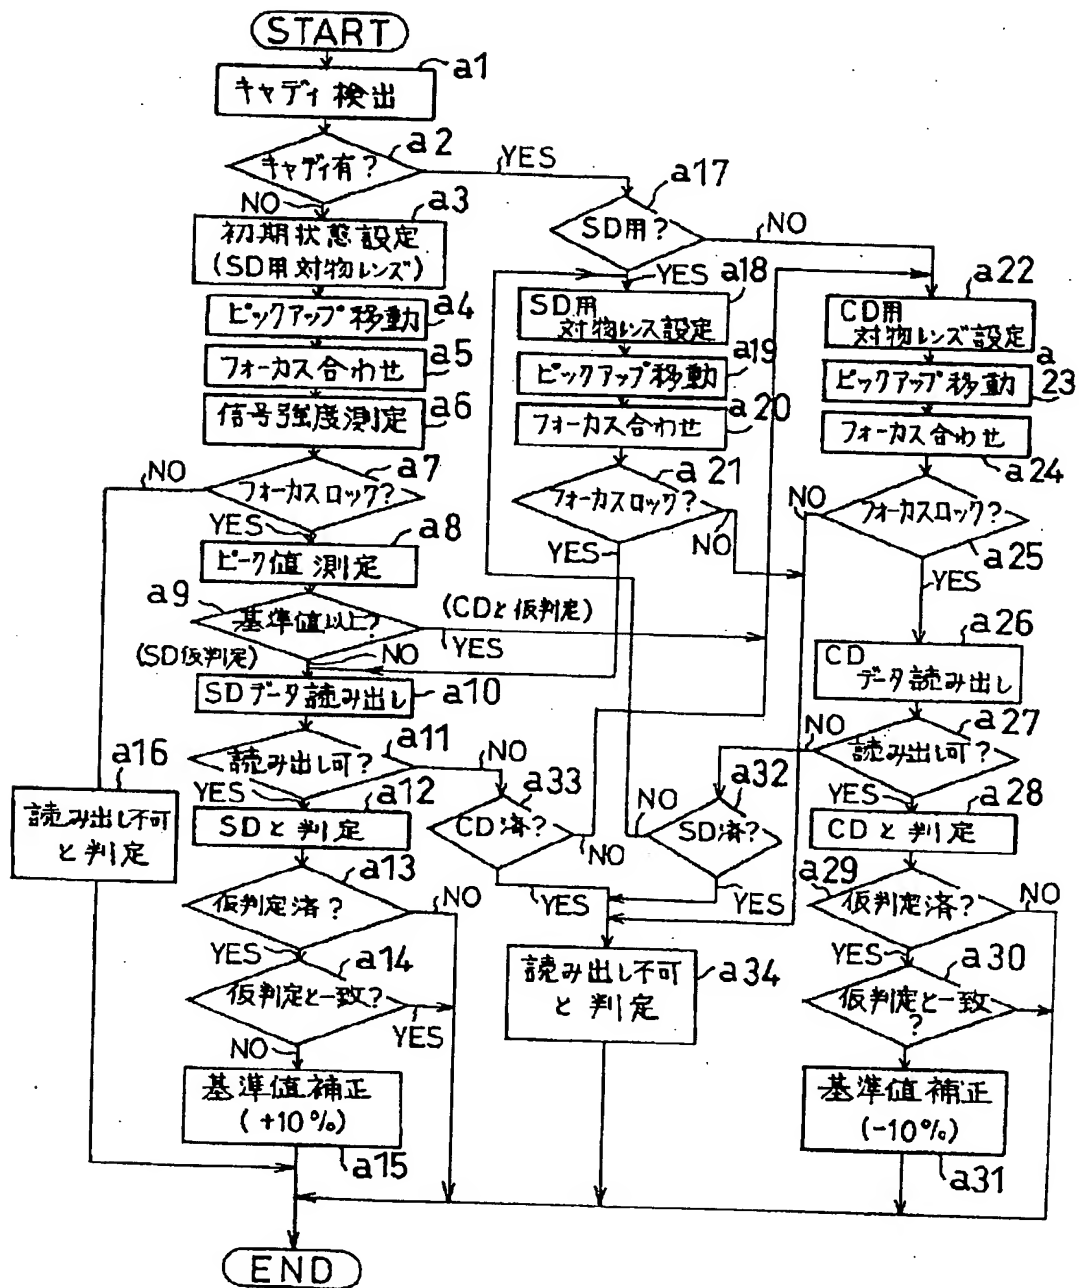 START
a1
キャディ検出
a2
キャディ有?
YES
NO
a3
初期状態設定
(SD用対物レンズ)
a4
ピックアップ移動
a5
フォーカス合わせ
a6
信号強度測定
a7
フォーカスロック?
NO
YES
a8
ピーク値測定
a9
基準値以上?
(CDと仮判定)
YES
(SD仮判定)
NO
a10
SDデータ読み出し
a11
読み出し可?
NO
YES
a12
SDと判定
a13
仮判定済?
NO
YES
a14
仮判定と一致?
YES
NO
基準値補正
(+10%)
a15
a16
読み出し不可
と判定
a17
SD用?
NO
YES
a18
SD用
対物レンズ設定
a19
ピックアップ移動
a20
フォーカス合わせ
a21
フォーカスロック?
NO
YES
a22
CD用
対物レンズ設定
a
23
ピックアップ移動
フォーカス合わせ
a24
NO
フォーカスロック?
a25
YES
a26
CD
データ読み出し
a27
NO
読み出し可?
YES
a28
CDと判定
a29
仮判定済?
NO
YES
a30
仮判定と一致
?
基準値補正
(-10%)
a31
a32
NO
SD済?
YES
a33
CD済?
NO
YES
読み出し不可
と判定
a34
END